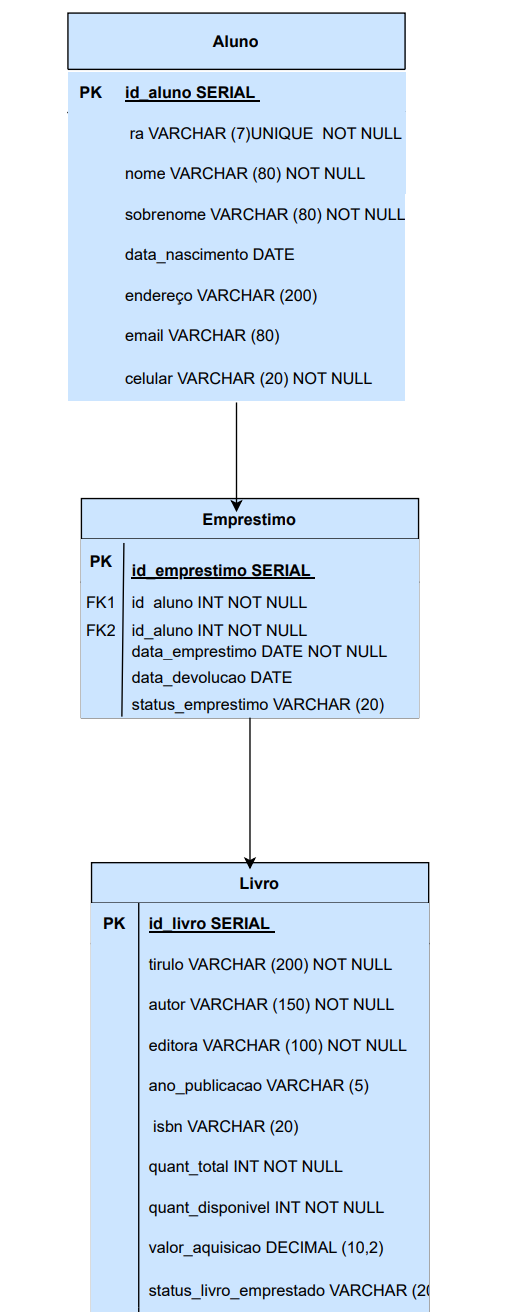 Aluno
PK id_aluno SERIAL
ra VARCHAR (7)UNIQUE NOT NULL
nome VARCHAR (80) NOT NULL
sobrenome VARCHAR (80) NOT NULL
data_nascimento DATE
endereço VARCHAR (200)
email VARCHAR (80)
celular VARCHAR (20) NOT NULL
Emprestimo
PK id_emprestimo SERIAL
FK1 id_aluno INT NOT NULL
FK2 id_aluno INT NOT NULL
data_emprestimo DATE NOT NULL
data_devolucao DATE
status_emprestimo VARCHAR (20)
Livro
PK id_livro SERIAL
tirulo VARCHAR (200) NOT NULL
autor VARCHAR (150) NOT NULL
editora VARCHAR (100) NOT NULL
ano_publicacao VARCHAR (5)
isbn VARCHAR (20)
quant_total INT NOT NULL
quant_disponivel INT NOT NULL
valor_aquisicao DECIMAL (10,2)
status_livro_emprestado VARCHAR (20